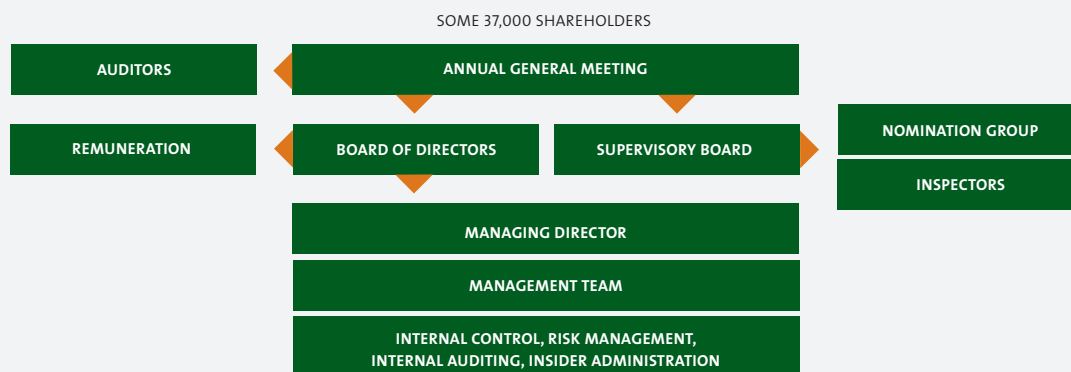 SOME 37,000 SHAREHOLDERS
AUDITORS
ANNUAL GENERAL MEETING
REMUNERATION
BOARD OF DIRECTORS
SUPERVISORY BOARD
NOMINATION GROUP
INSPECTORS
MANAGING DIRECTOR
MANAGEMENT TEAM
INTERNAL CONTROL, RISK MANAGEMENT,
INTERNAL AUDITING, INSIDER ADMINISTRATION